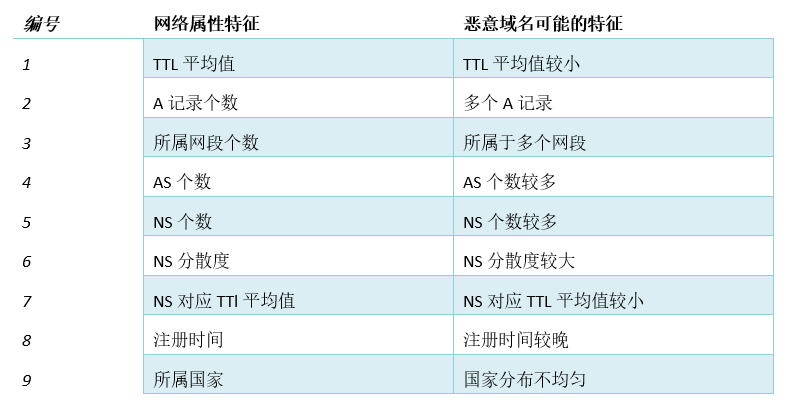 编号 网络属性特征 恶意域名可能的特征
1 TTL 平均值 TTL 平均值较小
2 A 记录个数 多个 A 记录
3 所属网段个数 所属于多个网段
4 AS 个数 AS 个数较多
5 NS 个数 NS 个数较多
6 NS 分散度 NS 分散度较大
7 NS 对应 TTl 平均值 NS 对应 TTL 平均值较小
8 注册时间 注册时间较晚
9 所属国家 国家分布不均匀